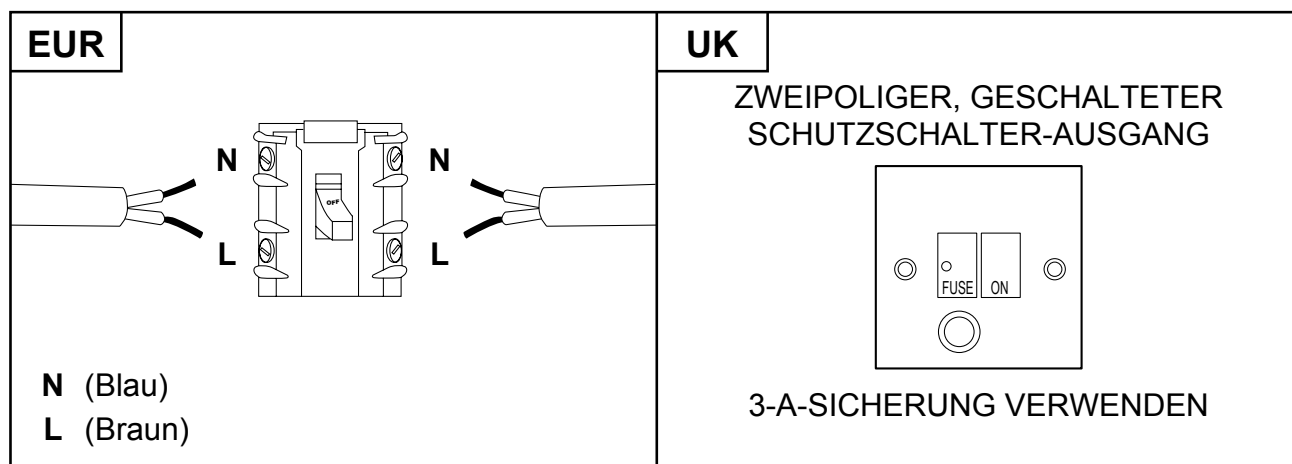 EUR
N
N
OFF
L
L
N (Blau)
L (Braun)
UK
ZWEIPOLIGER, GESCHALTETER
SCHUTZSCHALTER-AUSGANG
FUSE ON
3-A-SICHERUNG VERWENDEN